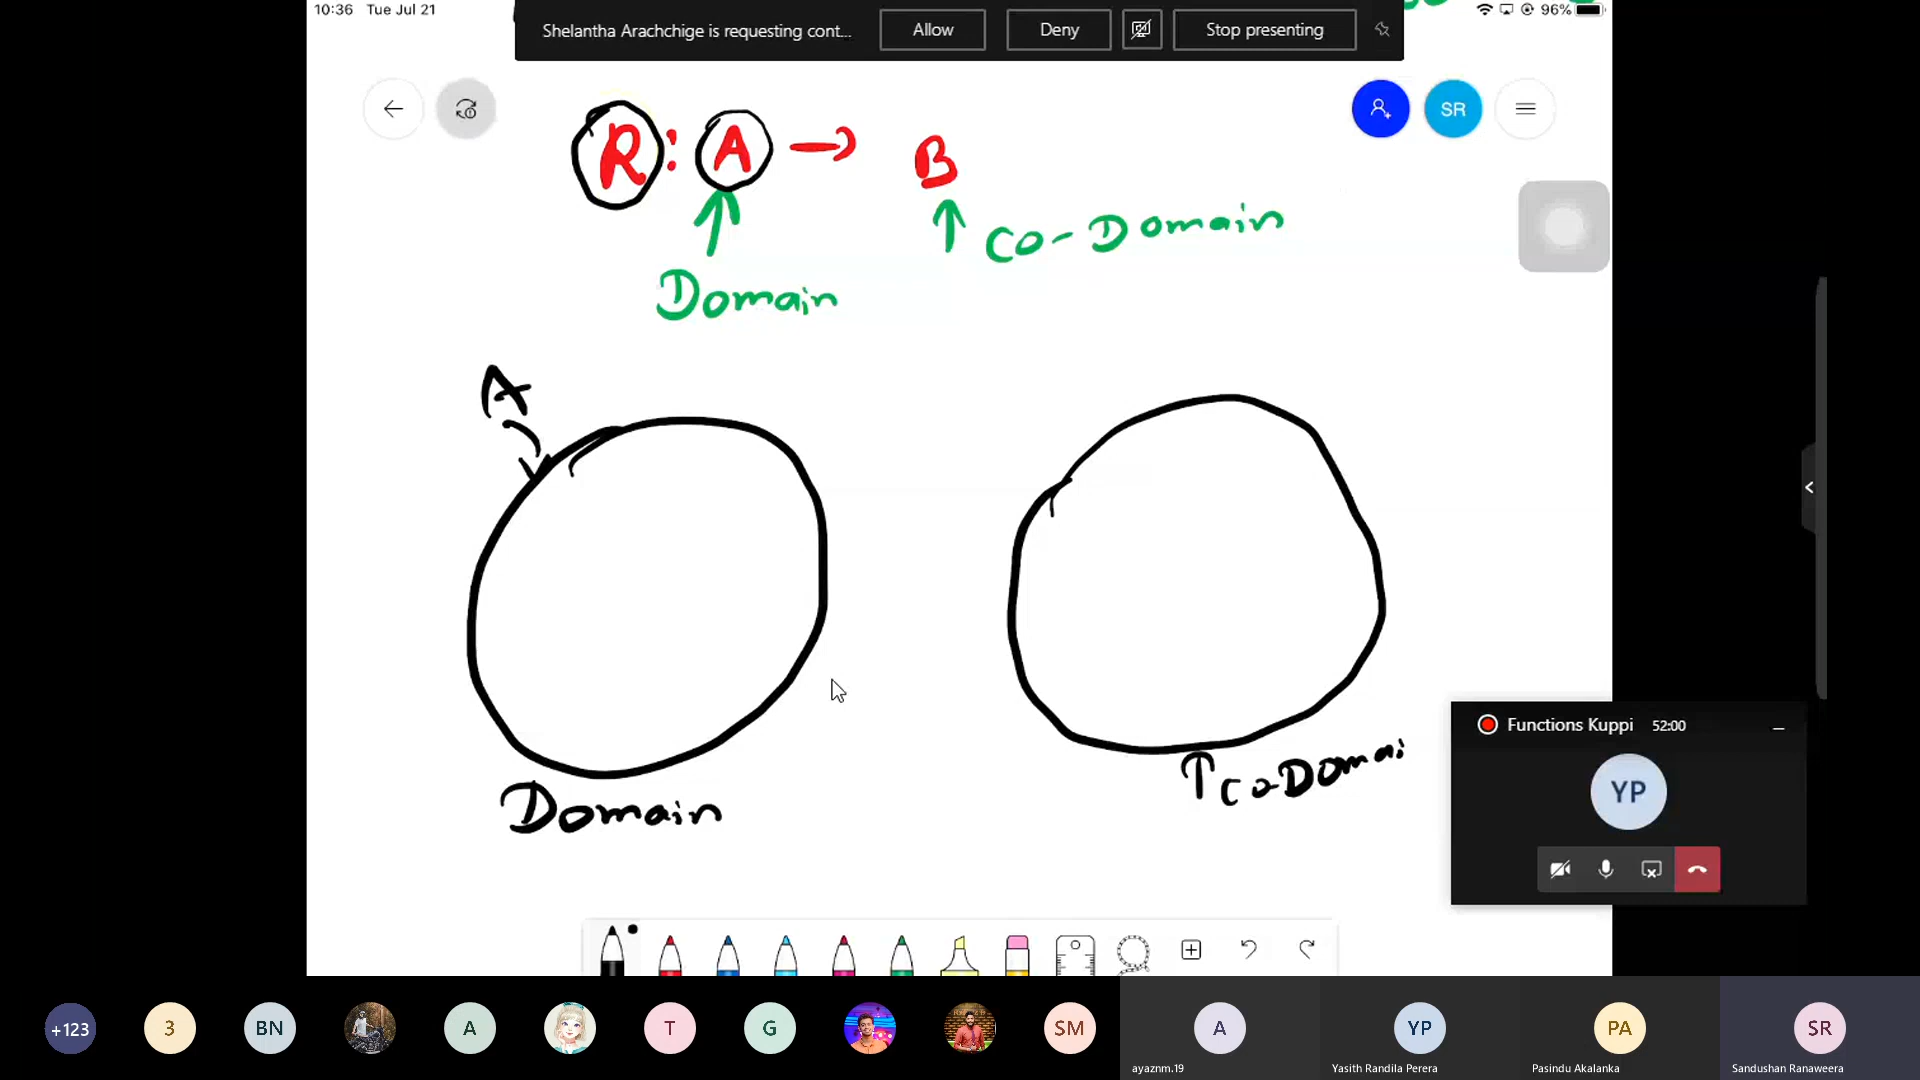 10:36 Tue Jul 21
96%
Shelantha Arachchige is requesting cont...
Allow
Deny
Stop presenting
SR
R: A → B
↑ ↑ Co-Domain
Domain
A
Domain
↑ Co-Domai
Functions Kuppi 52:00
YP
+123
3
BN
A
T
G
SM
A
YP
PA
SR
ayaznm.19
Yasith Randila Perera
Pasindu Akalanka
Sandushan Ranaweera